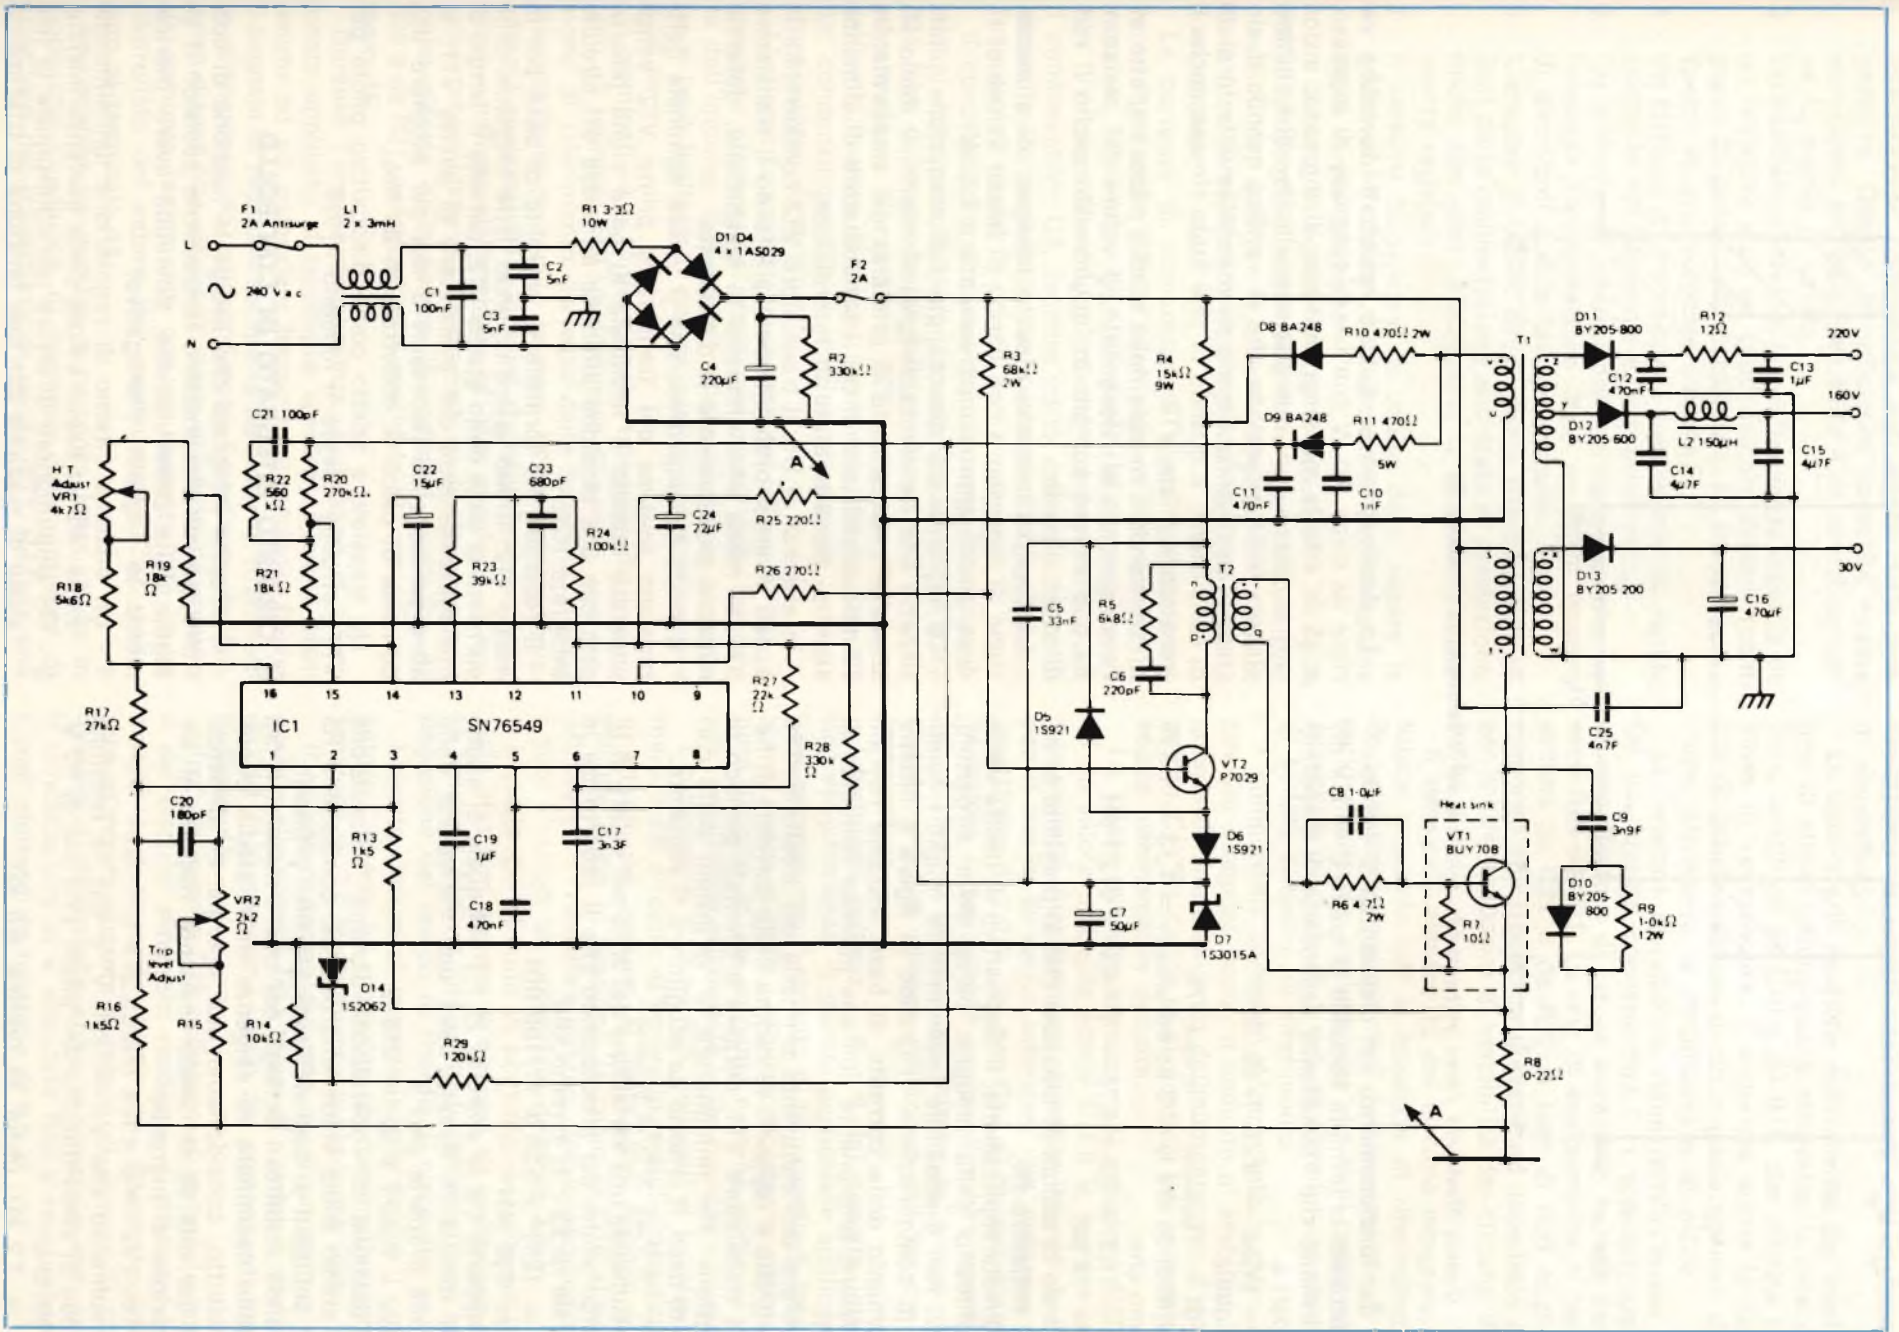 F1
2A Antisurge
L1
2 x 3mH
R1 3·3Ω
10W
D1 D4
4 x 1AS029
F2
2A
L
240 V a c
N
C1
100nF
C2
5nF
C3
5nF
C4
220µF
R2
330kΩ
R3
68kΩ
2W
R4
15kΩ
9W
D8 BA248
R10 470Ω 2W
D9 BA248
R11 470Ω
5W
C11
470nF
C10
1nF
T1
v
u
s
t
z
y
x
w
D11
BY205-800
R12
12Ω
220V
C12
470nF
C13
1µF
160V
D12
BY205-600
L2 150µH
C14
4µ7F
C15
4µ7F
D13
BY205-200
30V
C16
470µF
C25
4n7F
C21 100pF
H T
Adjust
VR1
4k7Ω
R22
560
kΩ
R20
270kΩ
C22
15µF
C23
680pF
A
C24
22µF
R25 220Ω
R18
5k6Ω
R19
18k
Ω
R21
18kΩ
R23
39kΩ
R24
100kΩ
R26 270Ω
T2
n
p
r
q
C5
33nF
R5
6k8Ω
C6
220pF
D5
1S921
VT2
P7029
R17
27kΩ
16 15 14 13 12 11 10 9
IC1 SN76549
1 2 3 4 5 6 7 8
R27
22k
Ω
R28
330k
Ω
C20
180pF
R13
1k5
Ω
C19
1µF
C17
3n3F
C18
470nF
VR2
2k2
Ω
Trip
level
Adjust
D14
1S2062
R16
1k5Ω
R15
R14
10kΩ
R29
120kΩ
D6
1S921
C7
50µF
D7
1S3015A
C8 1·0µF
R6 4·7Ω
2W
Heat sink
VT1
BUY70B
R7
10Ω
C9
3n9F
D10
BY205-
800
R9
1·0kΩ
12W
R8
0·22Ω
A